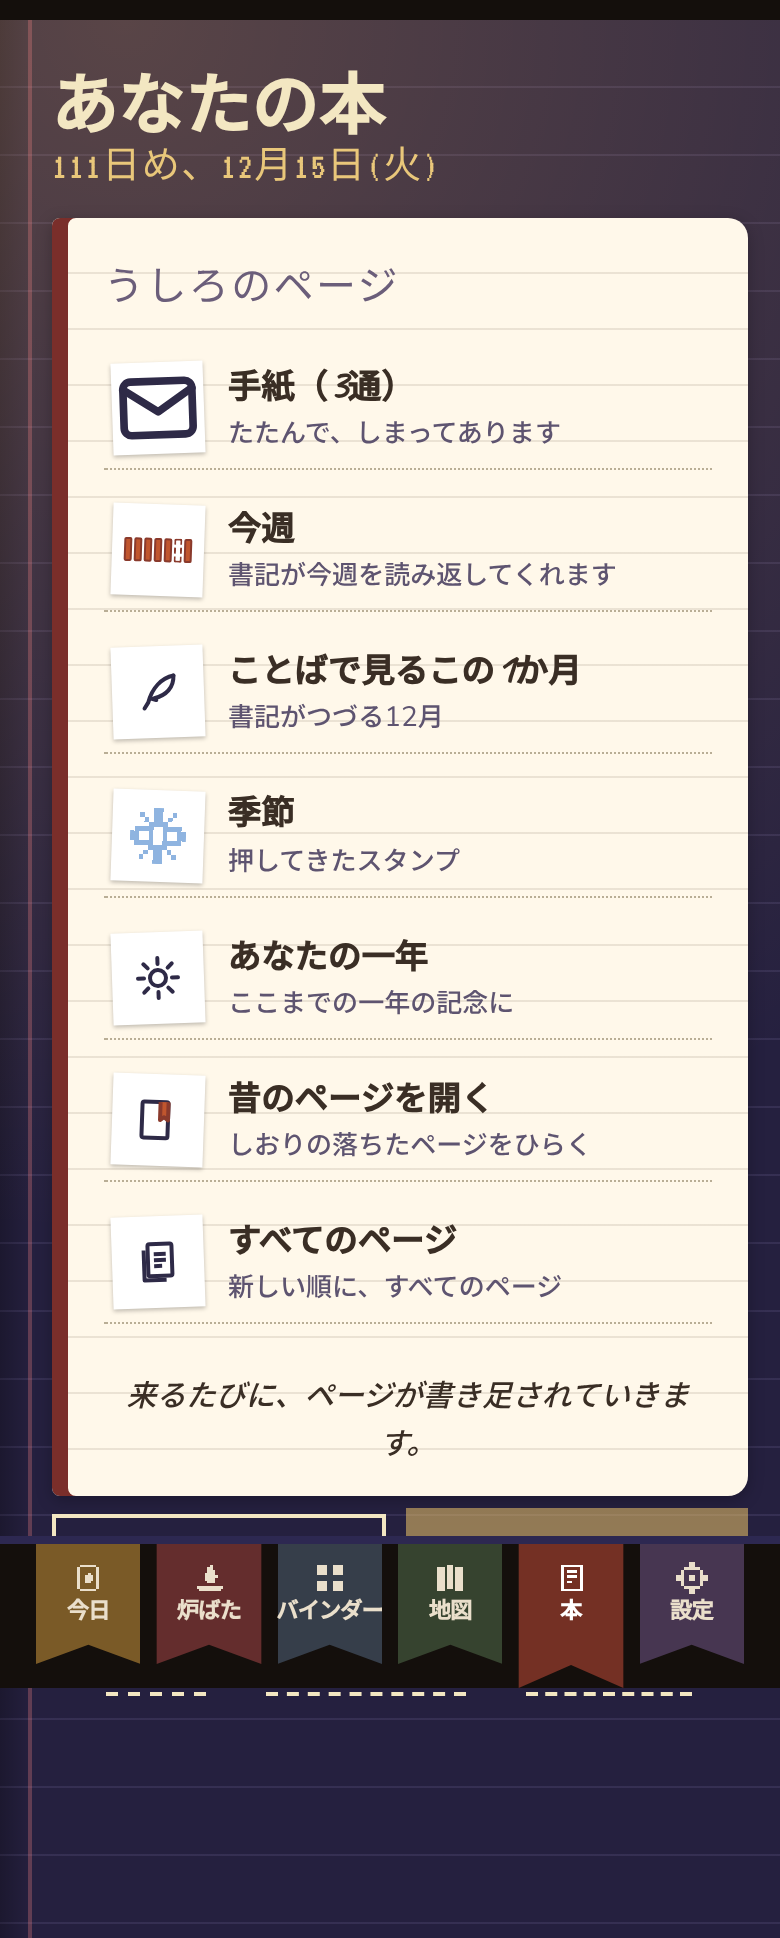 あなたの本
111日め、12月15日(火)
うしろのページ
手紙（3通）
たたんで、しまってあります
今週
書記が今週を読み返してくれます
ことばで見るこの1か月
書記がつづる12月
季節
押してきたスタンプ
あなたの一年
ここまでの一年の記念に
昔のページを開く
しおりの落ちたページをひらく
すべてのページ
新しい順に、すべてのページ
来るたびに、ページが書き足されていきま
す。
今日
炉ばた
バインダー
地図
本
設定